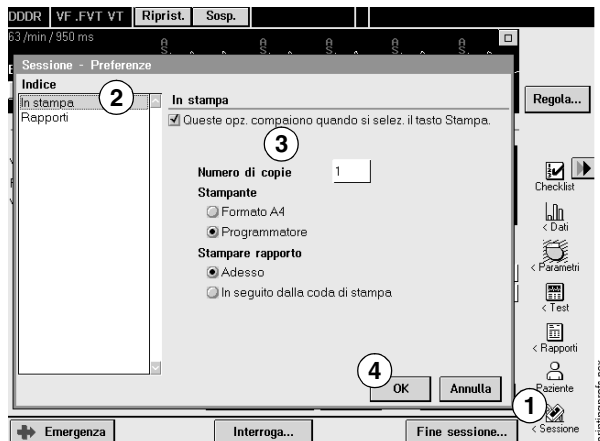 DDDR VF .FVT VT Riprist. Sosp.
63 /min / 950 ms
Sessione - Preferenze
Indice
In stampa
Rapporti
2
In stampa
Queste opz. compaiono quando si selez. il tasto Stampa.
3
Numero di copie 1
Stampante
Formato A4
Programmatore
Stampare rapporto
Adesso
In seguito dalla coda di stampa
4
OK Annulla
Regola...
Checklist
< Dati
< Parametri
< Test
< Rapporti
Paziente
1
< Sessione
Emergenza Interroga... Fine sessione...